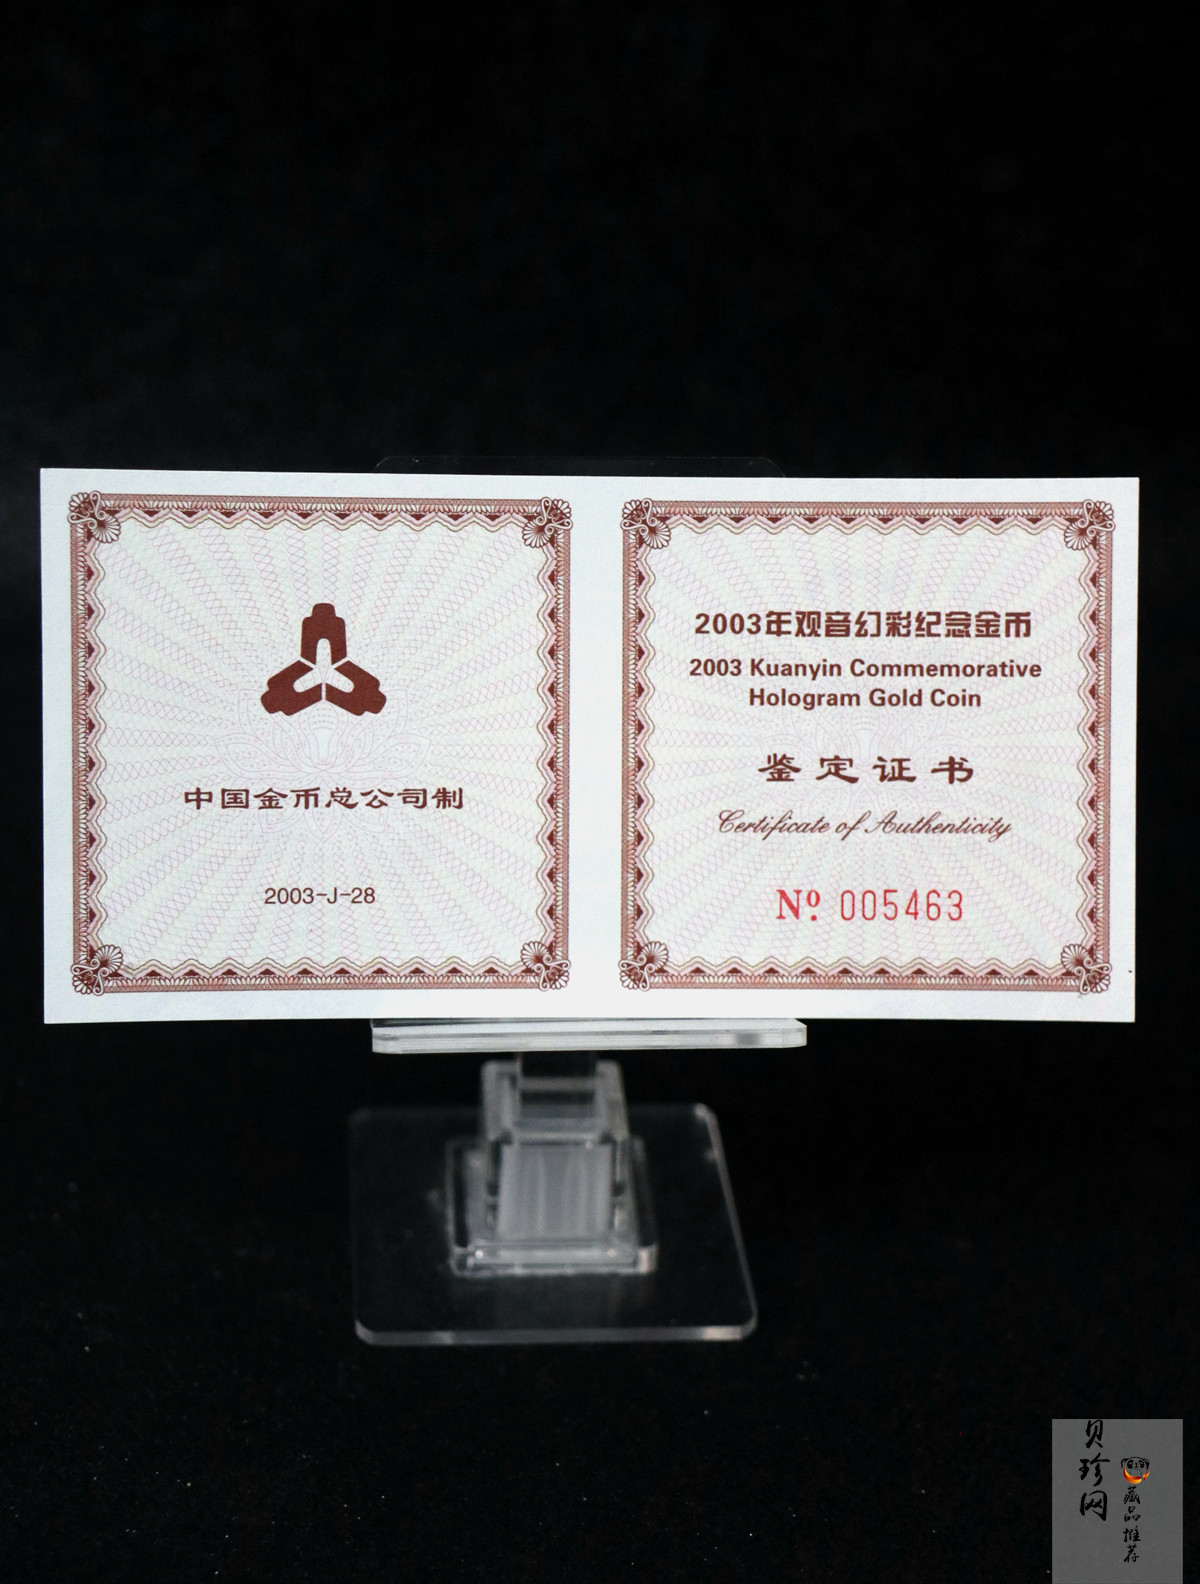 中国金币总公司制
2003-J-28
2003年观音幻彩纪念金币
2003 Kuanyin Commemorative
Hologram Gold Coin
鉴定证书
Certificate of Authenticity
Nº 005463
贝珍网
藏品推荐